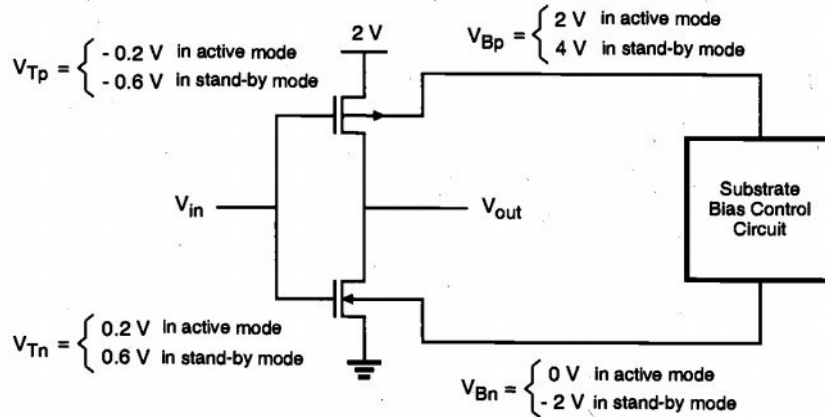 2 V
V_Tp = { - 0.2 V in active mode
- 0.6 V in stand-by mode
V_Bp = { 2 V in active mode
4 V in stand-by mode
V_in
V_out
Substrate
Bias Control
Circuit
V_Tn = { 0.2 V in active mode
0.6 V in stand-by mode
V_Bn = { 0 V in active mode
- 2 V in stand-by mode